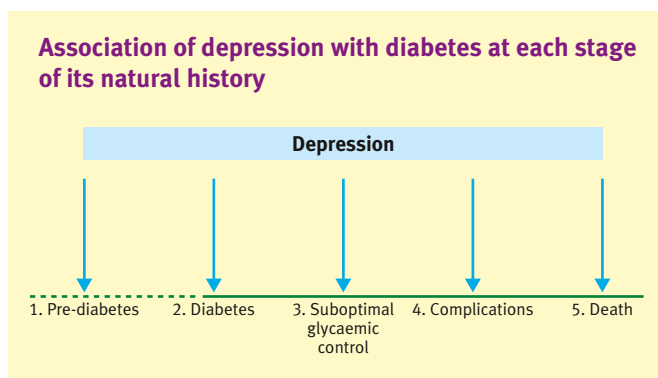 Association of depression with diabetes at each stage
of its natural history
Depression
1. Pre-diabetes
2. Diabetes
3. Suboptimal
glycaemic
control
4. Complications
5. Death